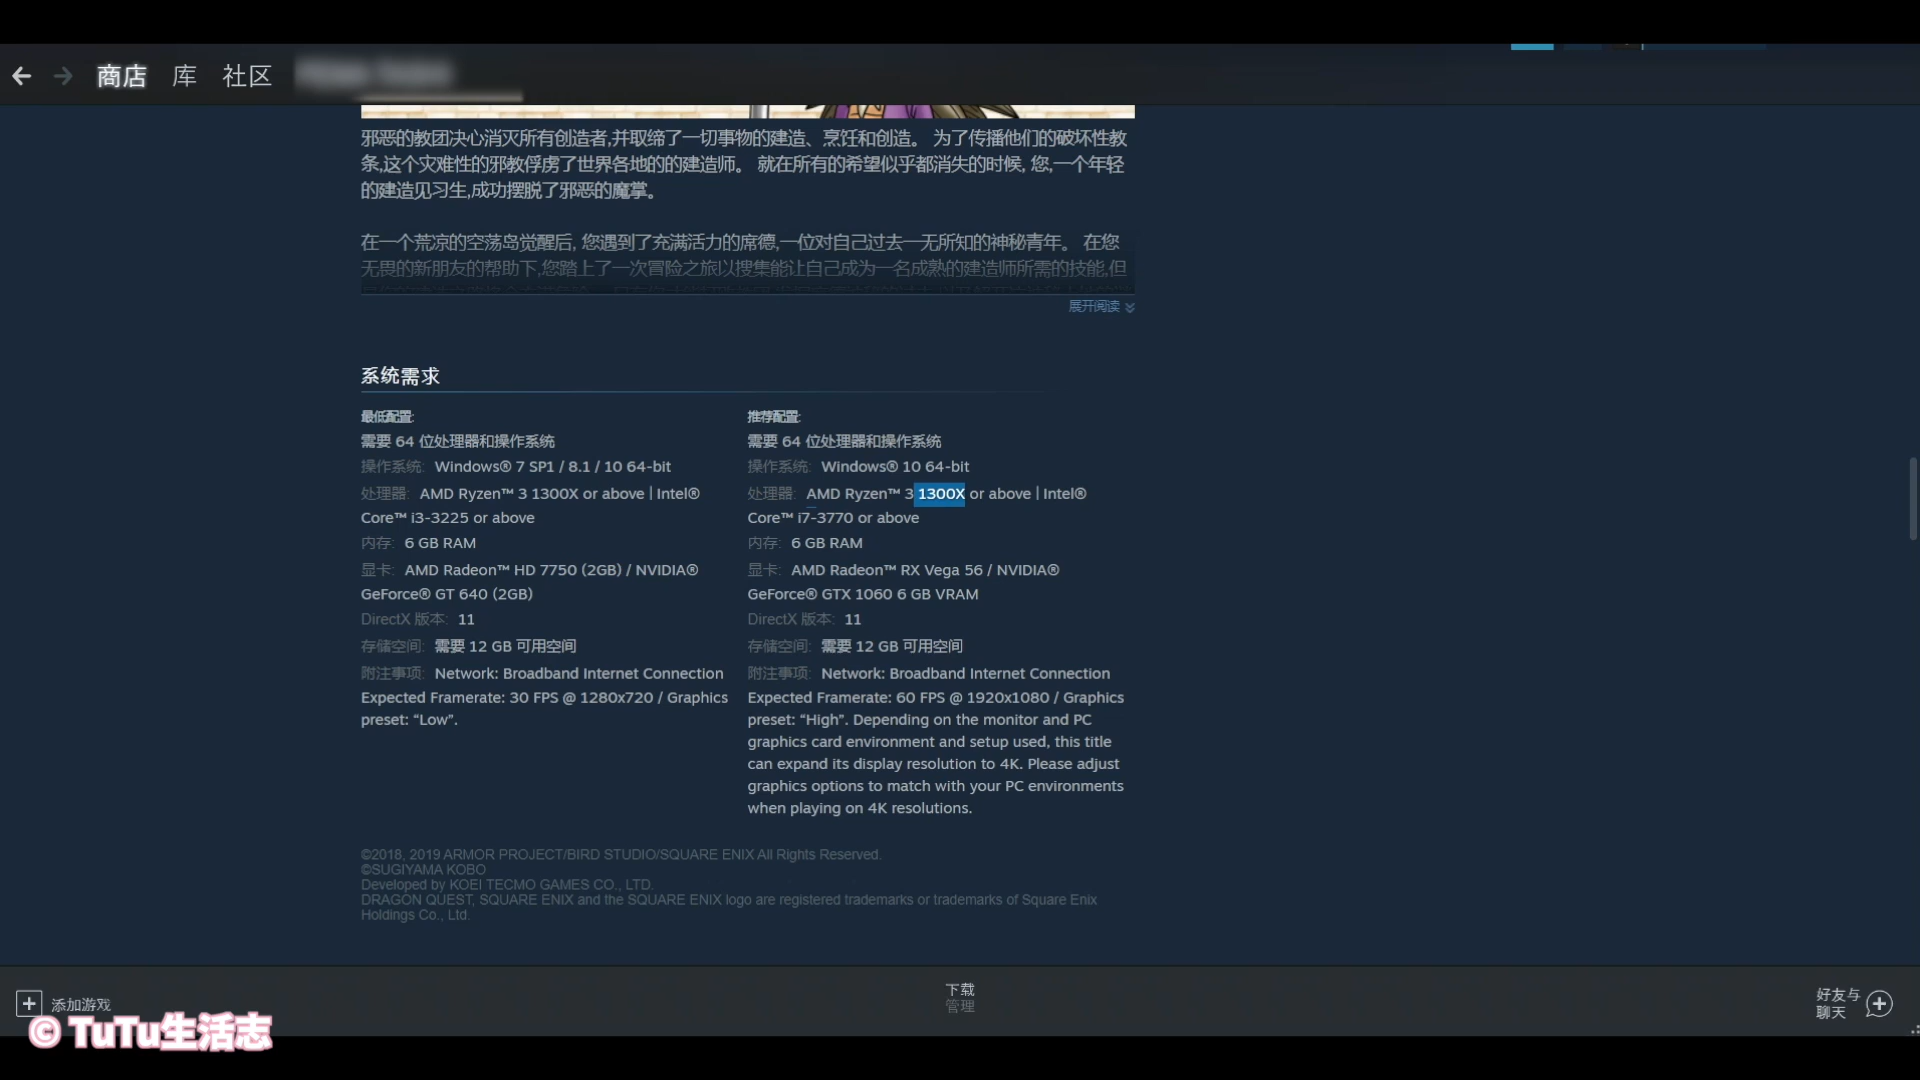 商店 库 社区
邪恶的教团决心消灭所有创造者,并取缔了一切事物的建造、烹饪和创造。 为了传播他们的破坏性教
条,这个灾难性的邪教俘虏了世界各地的的建造师。 就在所有的希望似乎都消失的时候, 您,一个年轻
的建造见习生,成功摆脱了邪恶的魔掌。
在一个荒凉的空荡岛觉醒后, 您遇到了充满活力的席德,一位对自己过去一无所知的神秘青年。 在您
无畏的新朋友的帮助下,您踏上了一次冒险之旅以搜集能让自己成为一名成熟的建造师所需的技能,但
展开阅读
系统需求
最低配置:
需要 64 位处理器和操作系统
操作系统: Windows® 7 SP1 / 8.1 / 10 64-bit
处理器: AMD Ryzen™ 3 1300X or above | Intel®
Core™ i3-3225 or above
内存: 6 GB RAM
显卡: AMD Radeon™ HD 7750 (2GB) / NVIDIA®
GeForce® GT 640 (2GB)
DirectX 版本: 11
存储空间: 需要 12 GB 可用空间
附注事项: Network: Broadband Internet Connection
Expected Framerate: 30 FPS @ 1280x720 / Graphics
preset: “Low”.
推荐配置:
需要 64 位处理器和操作系统
操作系统: Windows® 10 64-bit
处理器: AMD Ryzen™ 3 1300X or above | Intel®
Core™ i7-3770 or above
内存: 6 GB RAM
显卡: AMD Radeon™ RX Vega 56 / NVIDIA®
GeForce® GTX 1060 6 GB VRAM
DirectX 版本: 11
存储空间: 需要 12 GB 可用空间
附注事项: Network: Broadband Internet Connection
Expected Framerate: 60 FPS @ 1920x1080 / Graphics
preset: “High”. Depending on the monitor and PC
graphics card environment and setup used, this title
can expand its display resolution to 4K. Please adjust
graphics options to match with your PC environments
when playing on 4K resolutions.
©2018, 2019 ARMOR PROJECT/BIRD STUDIO/SQUARE ENIX All Rights Reserved.
©SUGIYAMA KOBO
Developed by KOEI TECMO GAMES CO., LTD.
DRAGON QUEST, SQUARE ENIX and the SQUARE ENIX logo are registered trademarks or trademarks of Square Enix
Holdings Co., Ltd.
添加游戏
下载
管理
好友与
聊天
© TuTu生活志